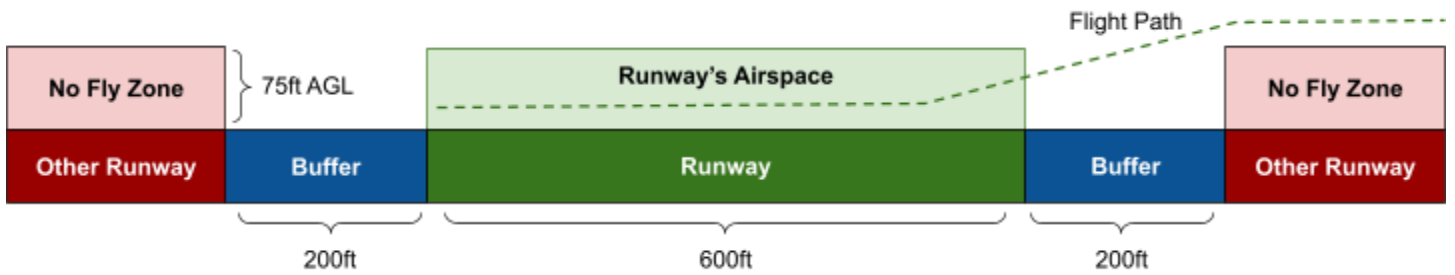 Flight Path
No Fly Zone
75ft AGL
Runway's Airspace
No Fly Zone
Other Runway
Buffer
Runway
Buffer
Other Runway
200ft
600ft
200ft